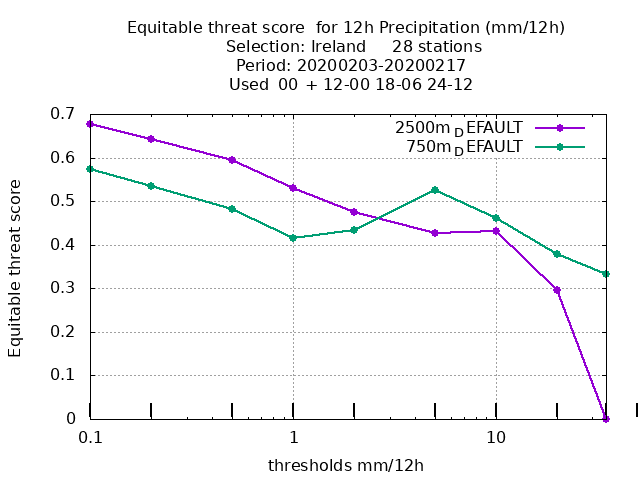 Equitable threat score  for 12h Precipitation (mm/12h)
Selection: Ireland     28 stations
Period: 20200203-20200217
Used  00  + 12-00 18-06 24-12
0.7
0.6
0.5
0.4
0.3
0.2
0.1
0
Equitable threat score
2500m_DEFAULT
750m_DEFAULT
0.1
1
10
thresholds mm/12h